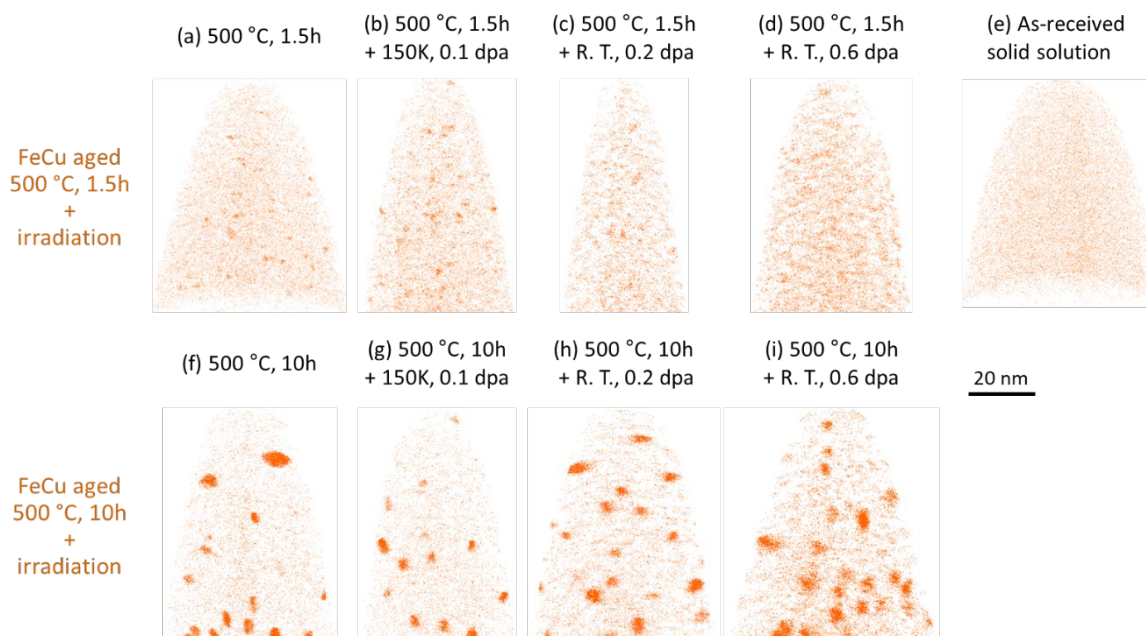 (a) 500 °C, 1.5h
(b) 500 °C, 1.5h
+ 150K, 0.1 dpa
(c) 500 °C, 1.5h
+ R. T., 0.2 dpa
(d) 500 °C, 1.5h
+ R. T., 0.6 dpa
(e) As-received
solid solution
FeCu aged
500 °C, 1.5h
+
irradiation
(f) 500 °C, 10h
(g) 500 °C, 10h
+ 150K, 0.1 dpa
(h) 500 °C, 10h
+ R. T., 0.2 dpa
(i) 500 °C, 10h
+ R. T., 0.6 dpa
20 nm
FeCu aged
500 °C, 10h
+
irradiation